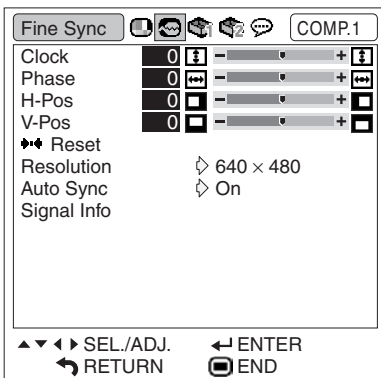 Fine Sync COMP.1
Clock 0 − +
Phase 0 − +
H-Pos 0 − +
V-Pos 0 − +
Reset
Resolution 640 × 480
Auto Sync On
Signal Info
SEL./ADJ. ENTER
RETURN END